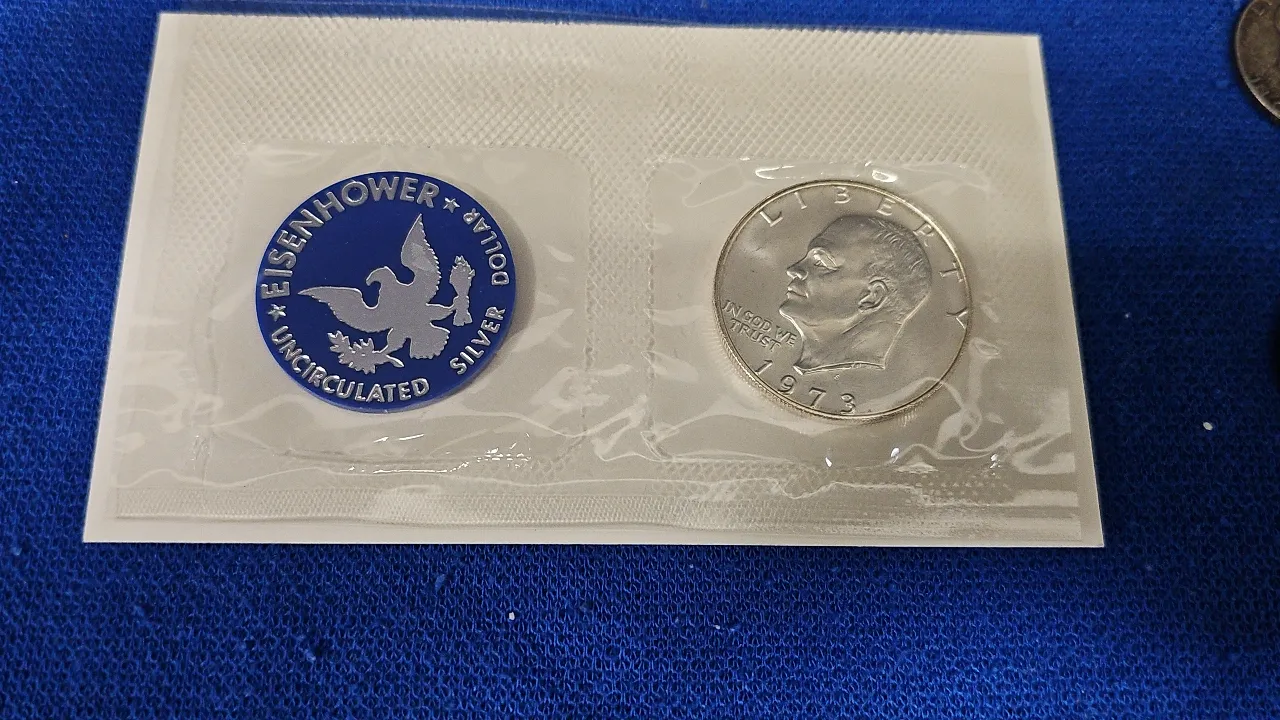 ★ EISENHOWER ★
UNCIRCULATED SILVER DOLLAR
LIBERTY
IN GOD WE
TRUST
1973